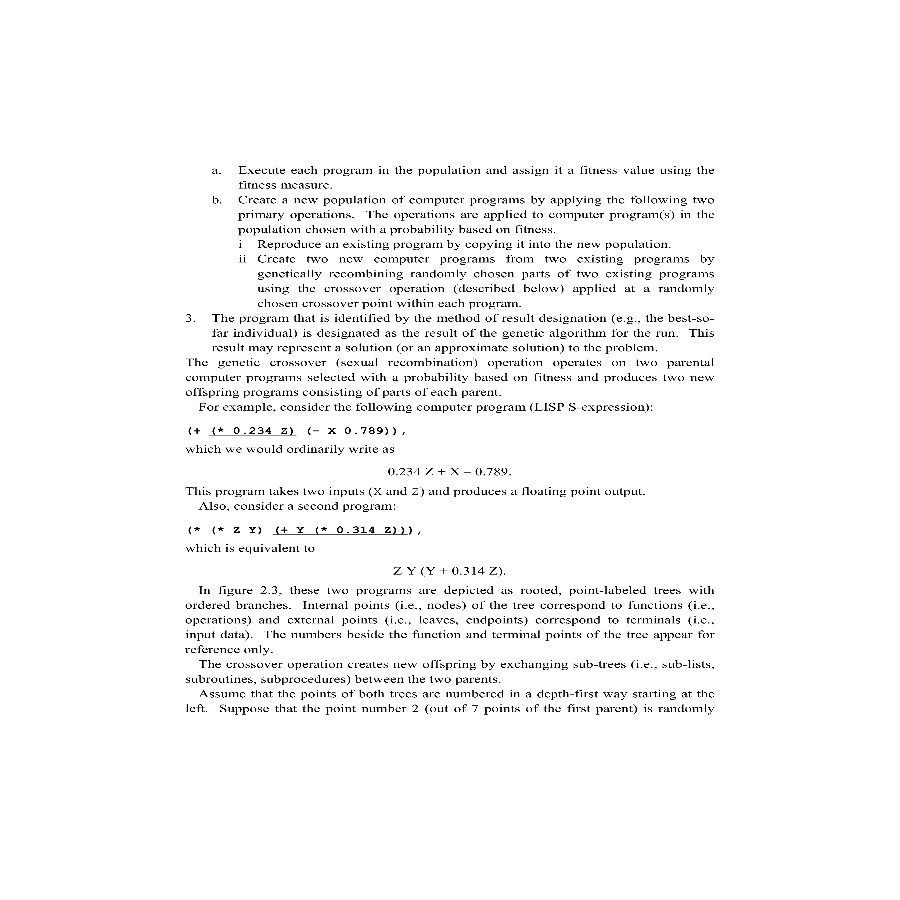 a. Execute each program in the population and assign it a fitness value using the
fitness measure.
b. Create a new population of computer programs by applying the following two
primary operations. The operations are applied to computer program(s) in the
population chosen with a probability based on fitness.
i Reproduce an existing program by copying it into the new population.
ii Create two new computer programs from two existing programs by
genetically recombining randomly chosen parts of two existing programs
using the crossover operation (described below) applied at a randomly
chosen crossover point within each program.
3. The program that is identified by the method of result designation (e.g., the best-so-
far individual) is designated as the result of the genetic algorithm for the run. This
result may represent a solution (or an approximate solution) to the problem.
The genetic crossover (sexual recombination) operation operates on two parental
computer programs selected with a probability based on fitness and produces two new
offspring programs consisting of parts of each parent.
For example, consider the following computer program (LISP S-expression):
(+ (* 0.234 Z) (- X 0.789)),
which we would ordinarily write as
0.234 Z + X – 0.789.
This program takes two inputs (X and Z) and produces a floating point output.
Also, consider a second program:
(* (* Z Y) (+ Y (* 0.314 Z))),
which is equivalent to
Z Y (Y + 0.314 Z).
In figure 2.3, these two programs are depicted as rooted, point-labeled trees with
ordered branches. Internal points (i.e., nodes) of the tree correspond to functions (i.e.,
operations) and external points (i.e., leaves, endpoints) correspond to terminals (i.e.,
input data). The numbers beside the function and terminal points of the tree appear for
reference only.
The crossover operation creates new offspring by exchanging sub-trees (i.e., sub-lists,
subroutines, subprocedures) between the two parents.
Assume that the points of both trees are numbered in a depth-first way starting at the
left. Suppose that the point number 2 (out of 7 points of the first parent) is randomly